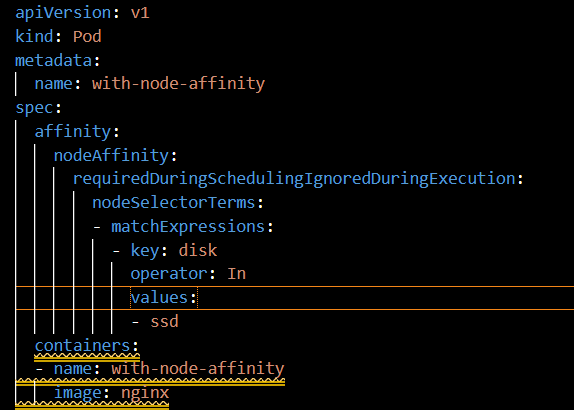 apiVersion: v1
kind: Pod
metadata:
  name: with-node-affinity
spec:
  affinity:
    nodeAffinity:
      requiredDuringSchedulingIgnoredDuringExecution:
        nodeSelectorTerms:
        - matchExpressions:
          - key: disk
            operator: In
            values:
            - ssd
  containers:
  - name: with-node-affinity
    image: nginx